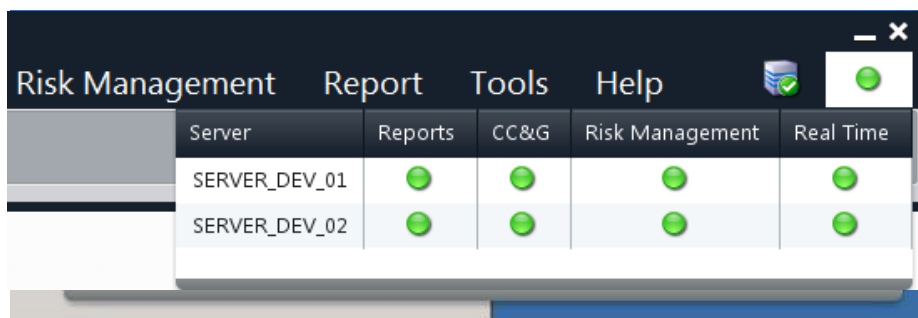 Risk Management Report Tools Help
Server Reports CC&G Risk Management Real Time
SERVER_DEV_01
SERVER_DEV_02